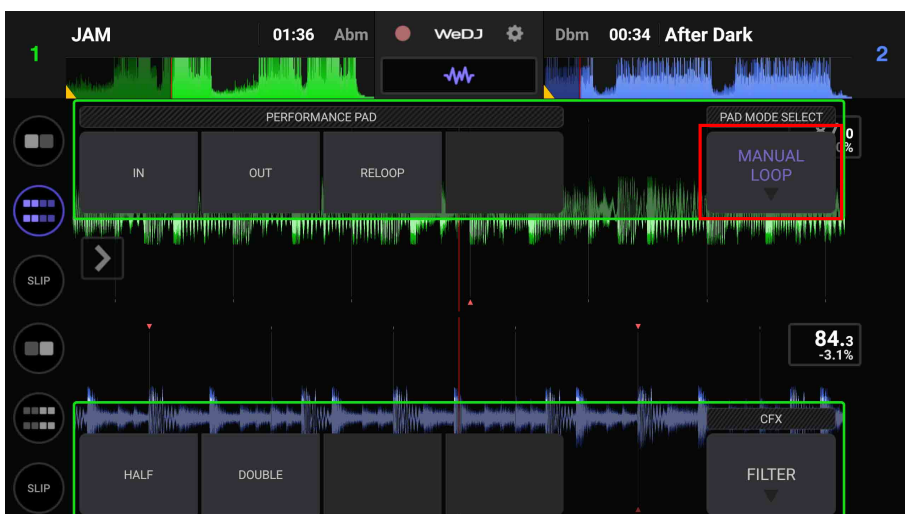 1
JAM
01:36
Abm
WeDJ
Dbm
00:34
After Dark
2
PERFORMANCE PAD
PAD MODE SELECT
IN
OUT
RELOOP
MANUAL
LOOP
SLIP
84.3
-3.1%
CFX
HALF
DOUBLE
FILTER
SLIP